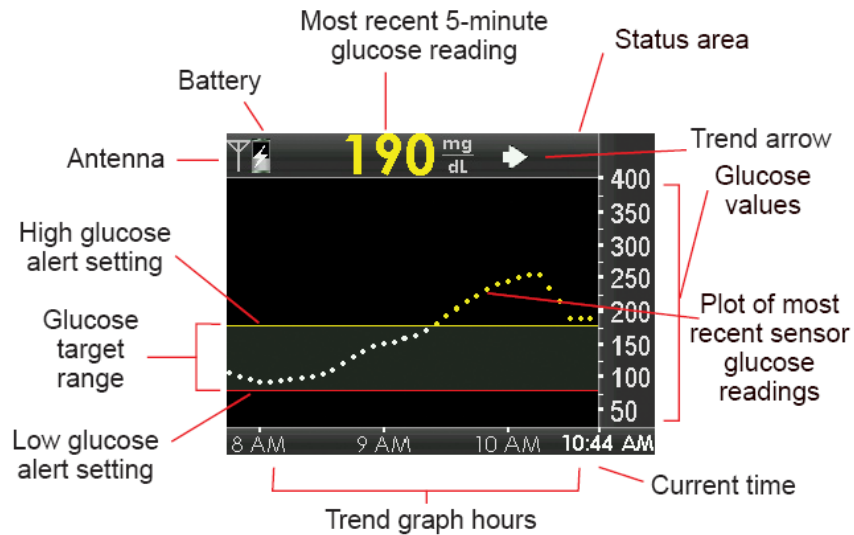 Most recent 5-minute
glucose reading
Status area
Battery
Antenna
190 mg
dL
Trend arrow
Glucose
values
400
350
300
250
200
150
100
50
High glucose
alert setting
Glucose
target
range
Plot of most
recent sensor
glucose
readings
Low glucose
alert setting
8 AM 9 AM 10 AM 10:44 AM
Current time
Trend graph hours